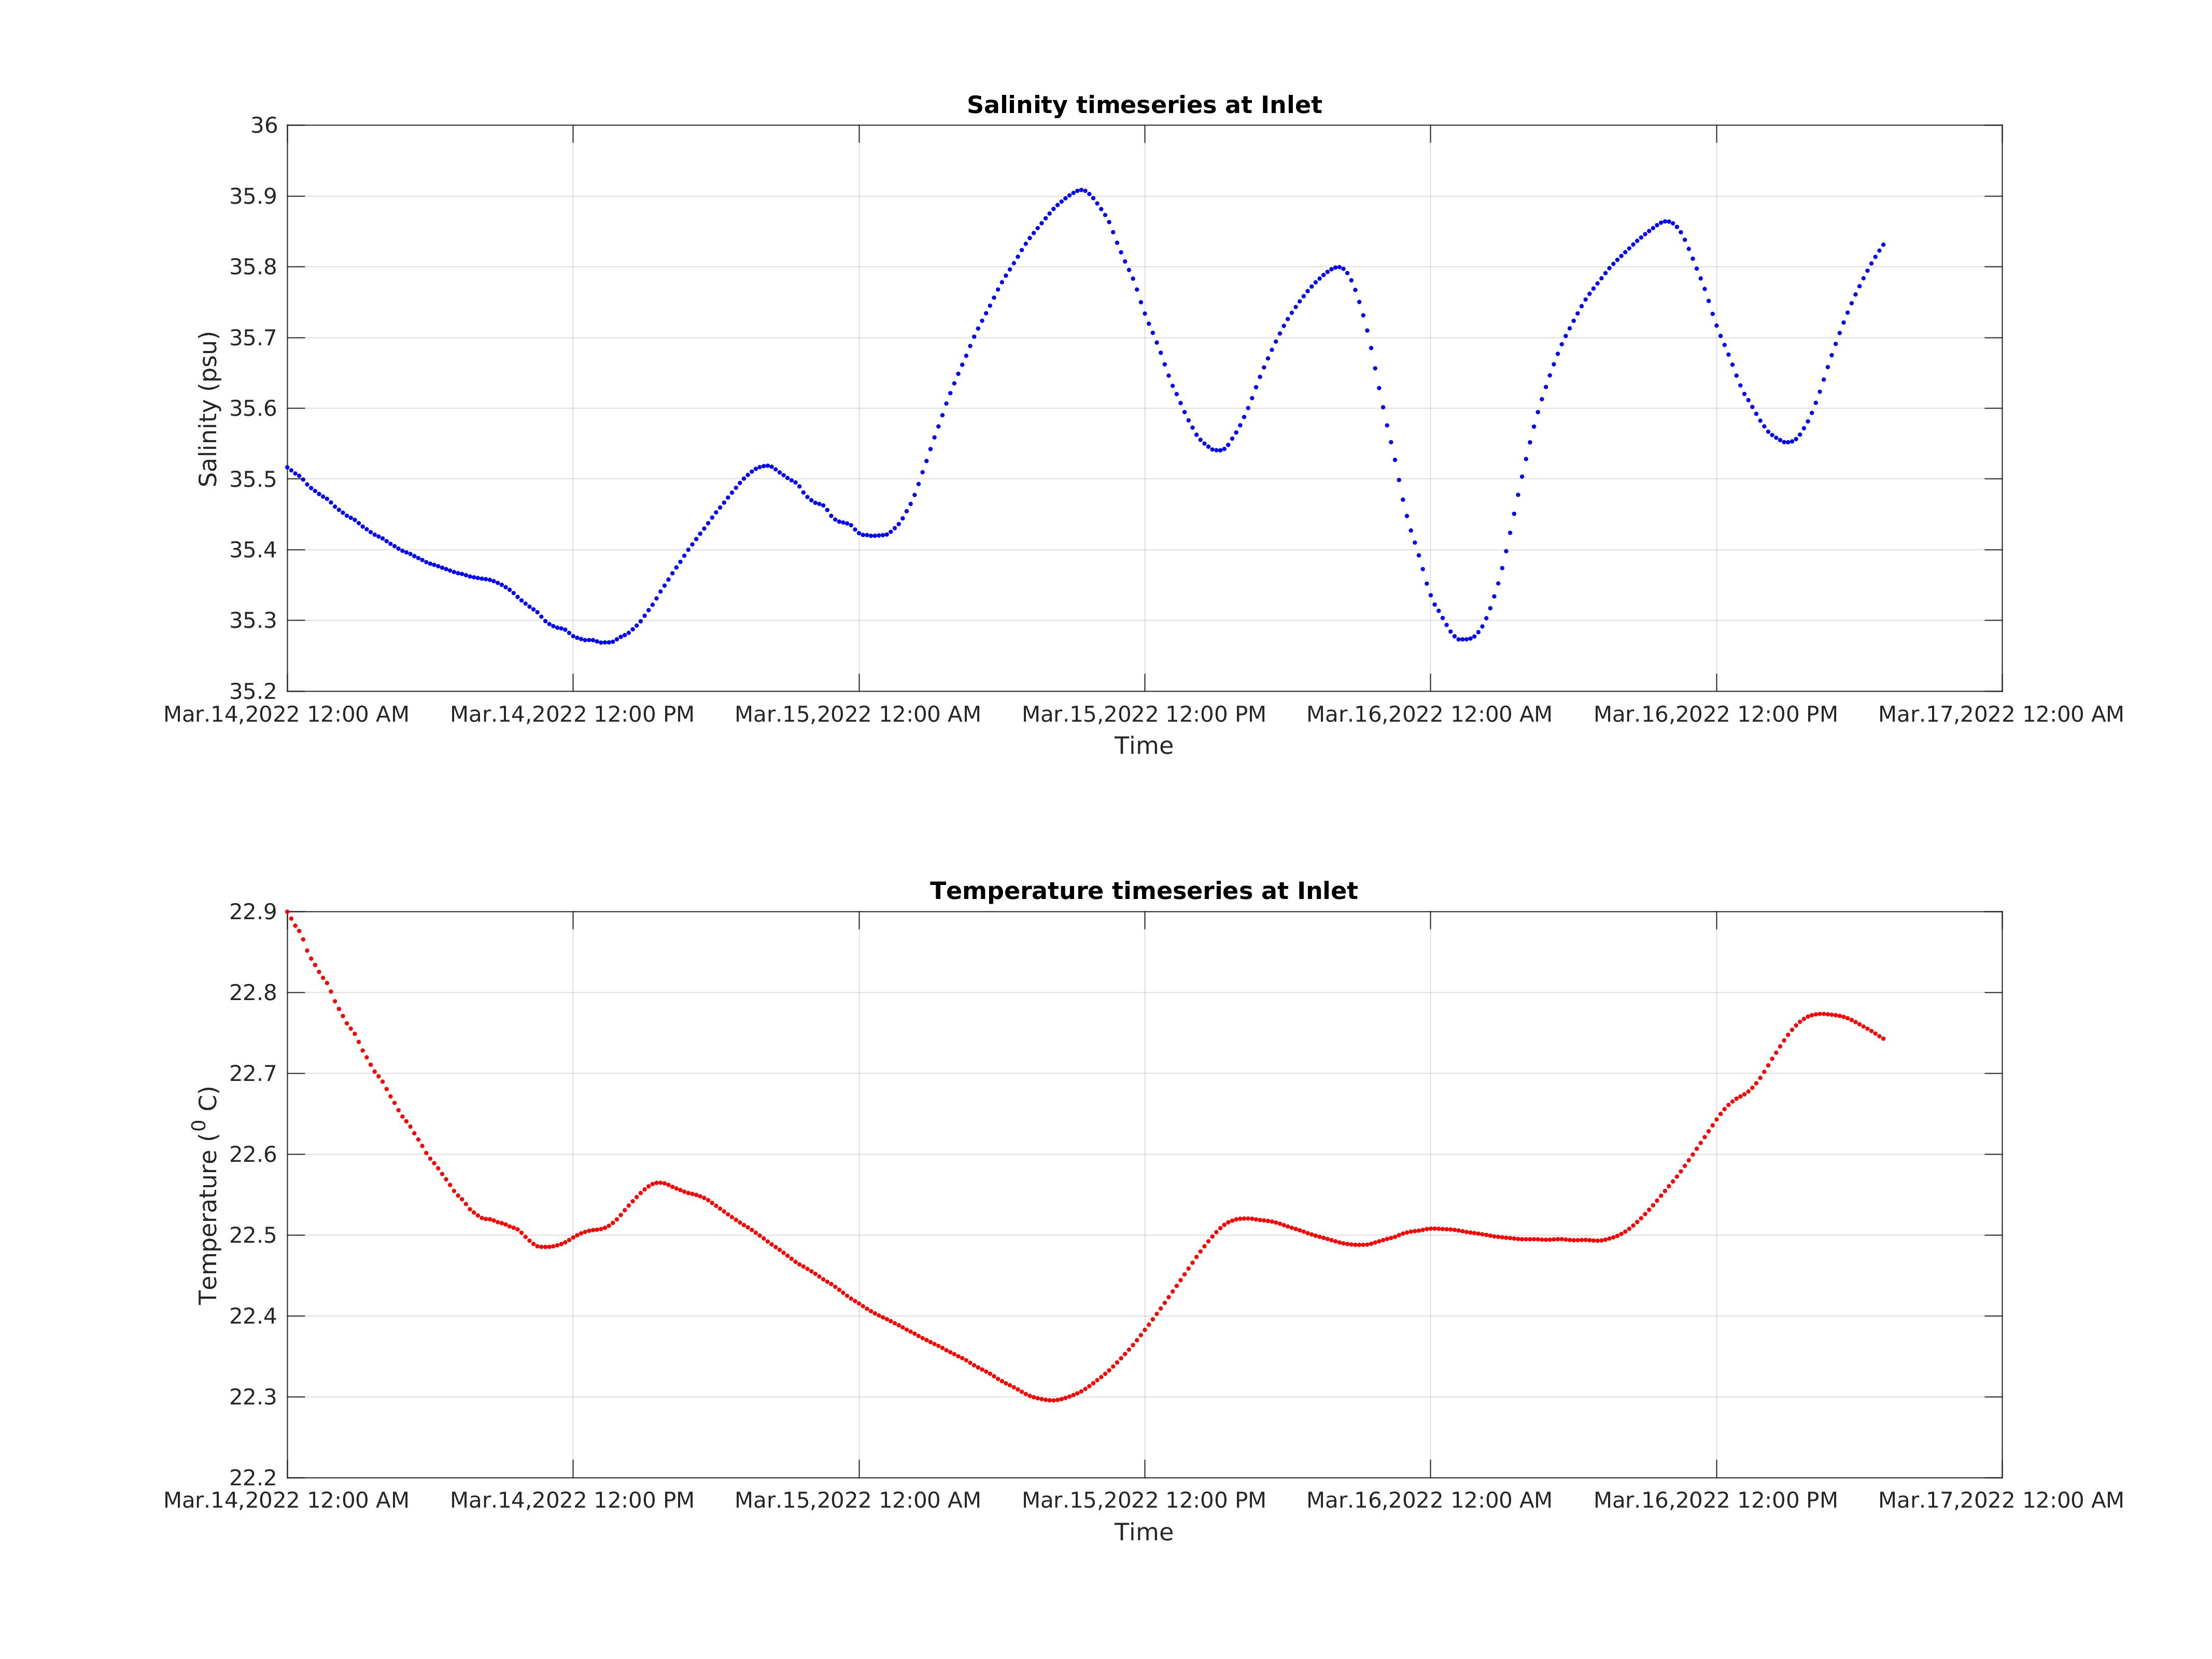 Salinity timeseries at Inlet
36
35.9
35.8
35.7
35.6
35.5
35.4
35.3
35.2
Salinity (psu)
Mar.14,2022 12:00 AM Mar.14,2022 12:00 PM Mar.15,2022 12:00 AM Mar.15,2022 12:00 PM Mar.16,2022 12:00 AM Mar.16,2022 12:00 PM Mar.17,2022 12:00 AM
Time
Temperature timeseries at Inlet
22.9
22.8
22.7
22.6
22.5
22.4
22.3
22.2
Temperature (⁰ C)
Mar.14,2022 12:00 AM Mar.14,2022 12:00 PM Mar.15,2022 12:00 AM Mar.15,2022 12:00 PM Mar.16,2022 12:00 AM Mar.16,2022 12:00 PM Mar.17,2022 12:00 AM
Time